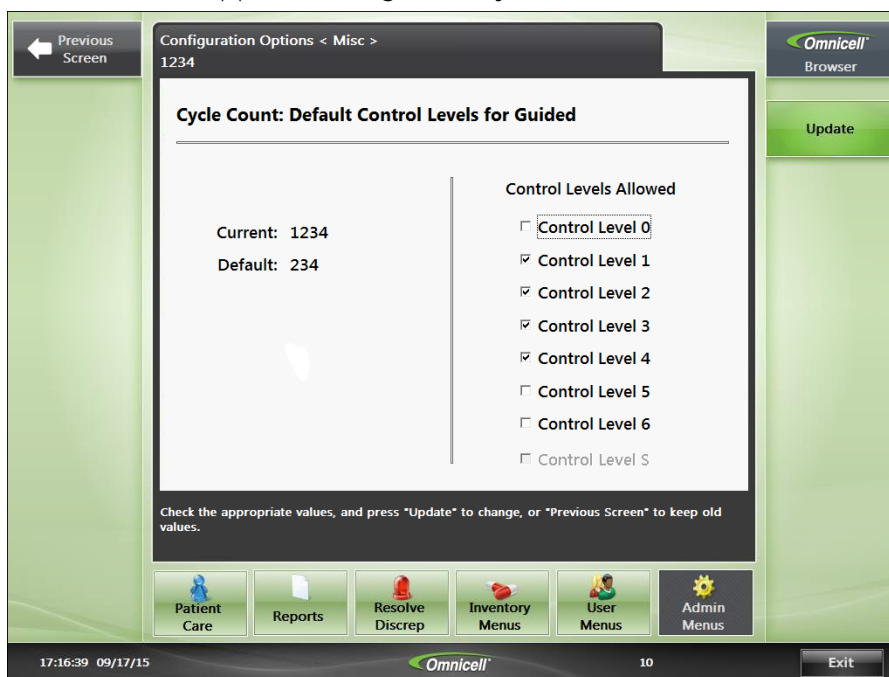 Previous
Screen
Configuration Options < Misc >
1234
Omnicell
Browser
Update
Cycle Count: Default Control Levels for Guided
Control Levels Allowed
Current: 1234
Default: 234
Control Level 0
Control Level 1
Control Level 2
Control Level 3
Control Level 4
Control Level 5
Control Level 6
Control Level S
Check the appropriate values, and press "Update" to change, or "Previous Screen" to keep old
values.
Patient
Care
Reports
Resolve
Discrep
Inventory
Menus
User
Menus
Admin
Menus
17:16:39 09/17/15
Omnicell
10
Exit